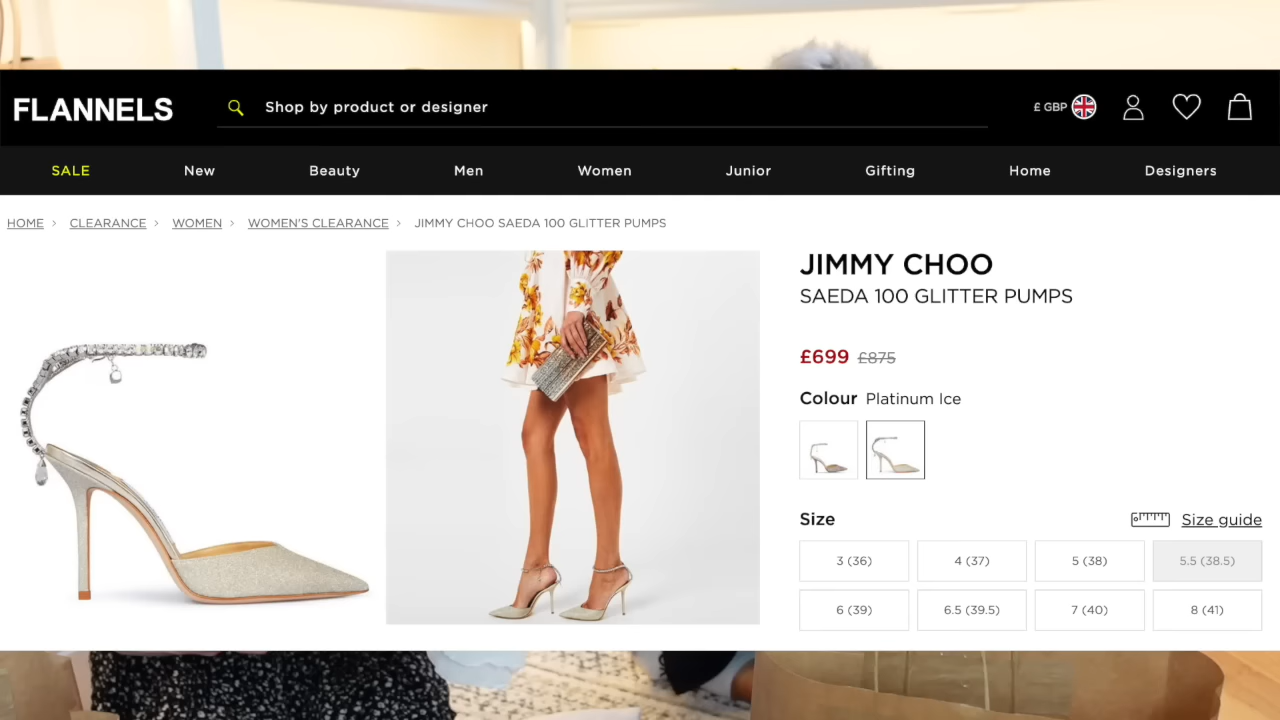 FLANNELS
Shop by product or designer
£ GBP
SALE New Beauty Men Women Junior Gifting Home Designers
HOME > CLEARANCE > WOMEN > WOMEN'S CLEARANCE > JIMMY CHOO SAEDA 100 GLITTER PUMPS
JIMMY CHOO
SAEDA 100 GLITTER PUMPS
£699 £875
Colour Platinum Ice
Size
Size guide
3 (36) 4 (37) 5 (38) 5.5 (38.5)
6 (39) 6.5 (39.5) 7 (40) 8 (41)